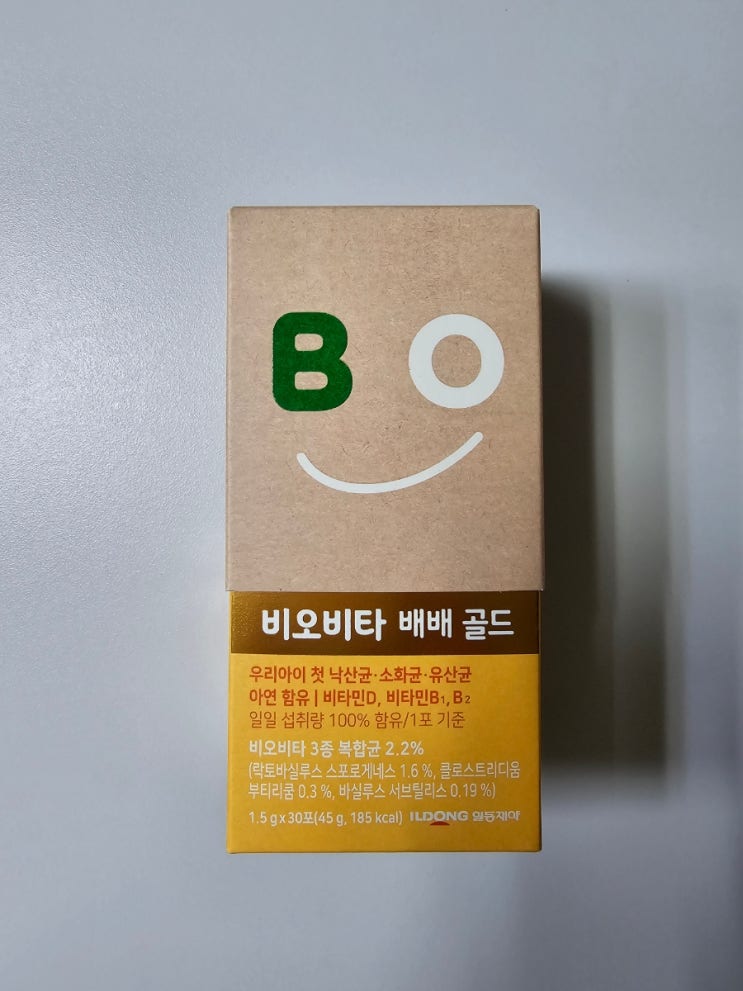 B O
비오비타 배배 골드
우리아이 첫 낙산균·소화균·유산균
아연 함유 | 비타민D, 비타민B₁, B₂
일일 섭취량 100% 함유/1포 기준
비오비타 3종 복합균 2.2%
(락토바실루스 스포로게네스 1.6 %, 클로스트리디움
부티리쿰 0.3 %, 바실루스 서브틸리스 0.19 %)
1.5 g x 30포(45 g, 185 kcal) ILDONG 일동제약